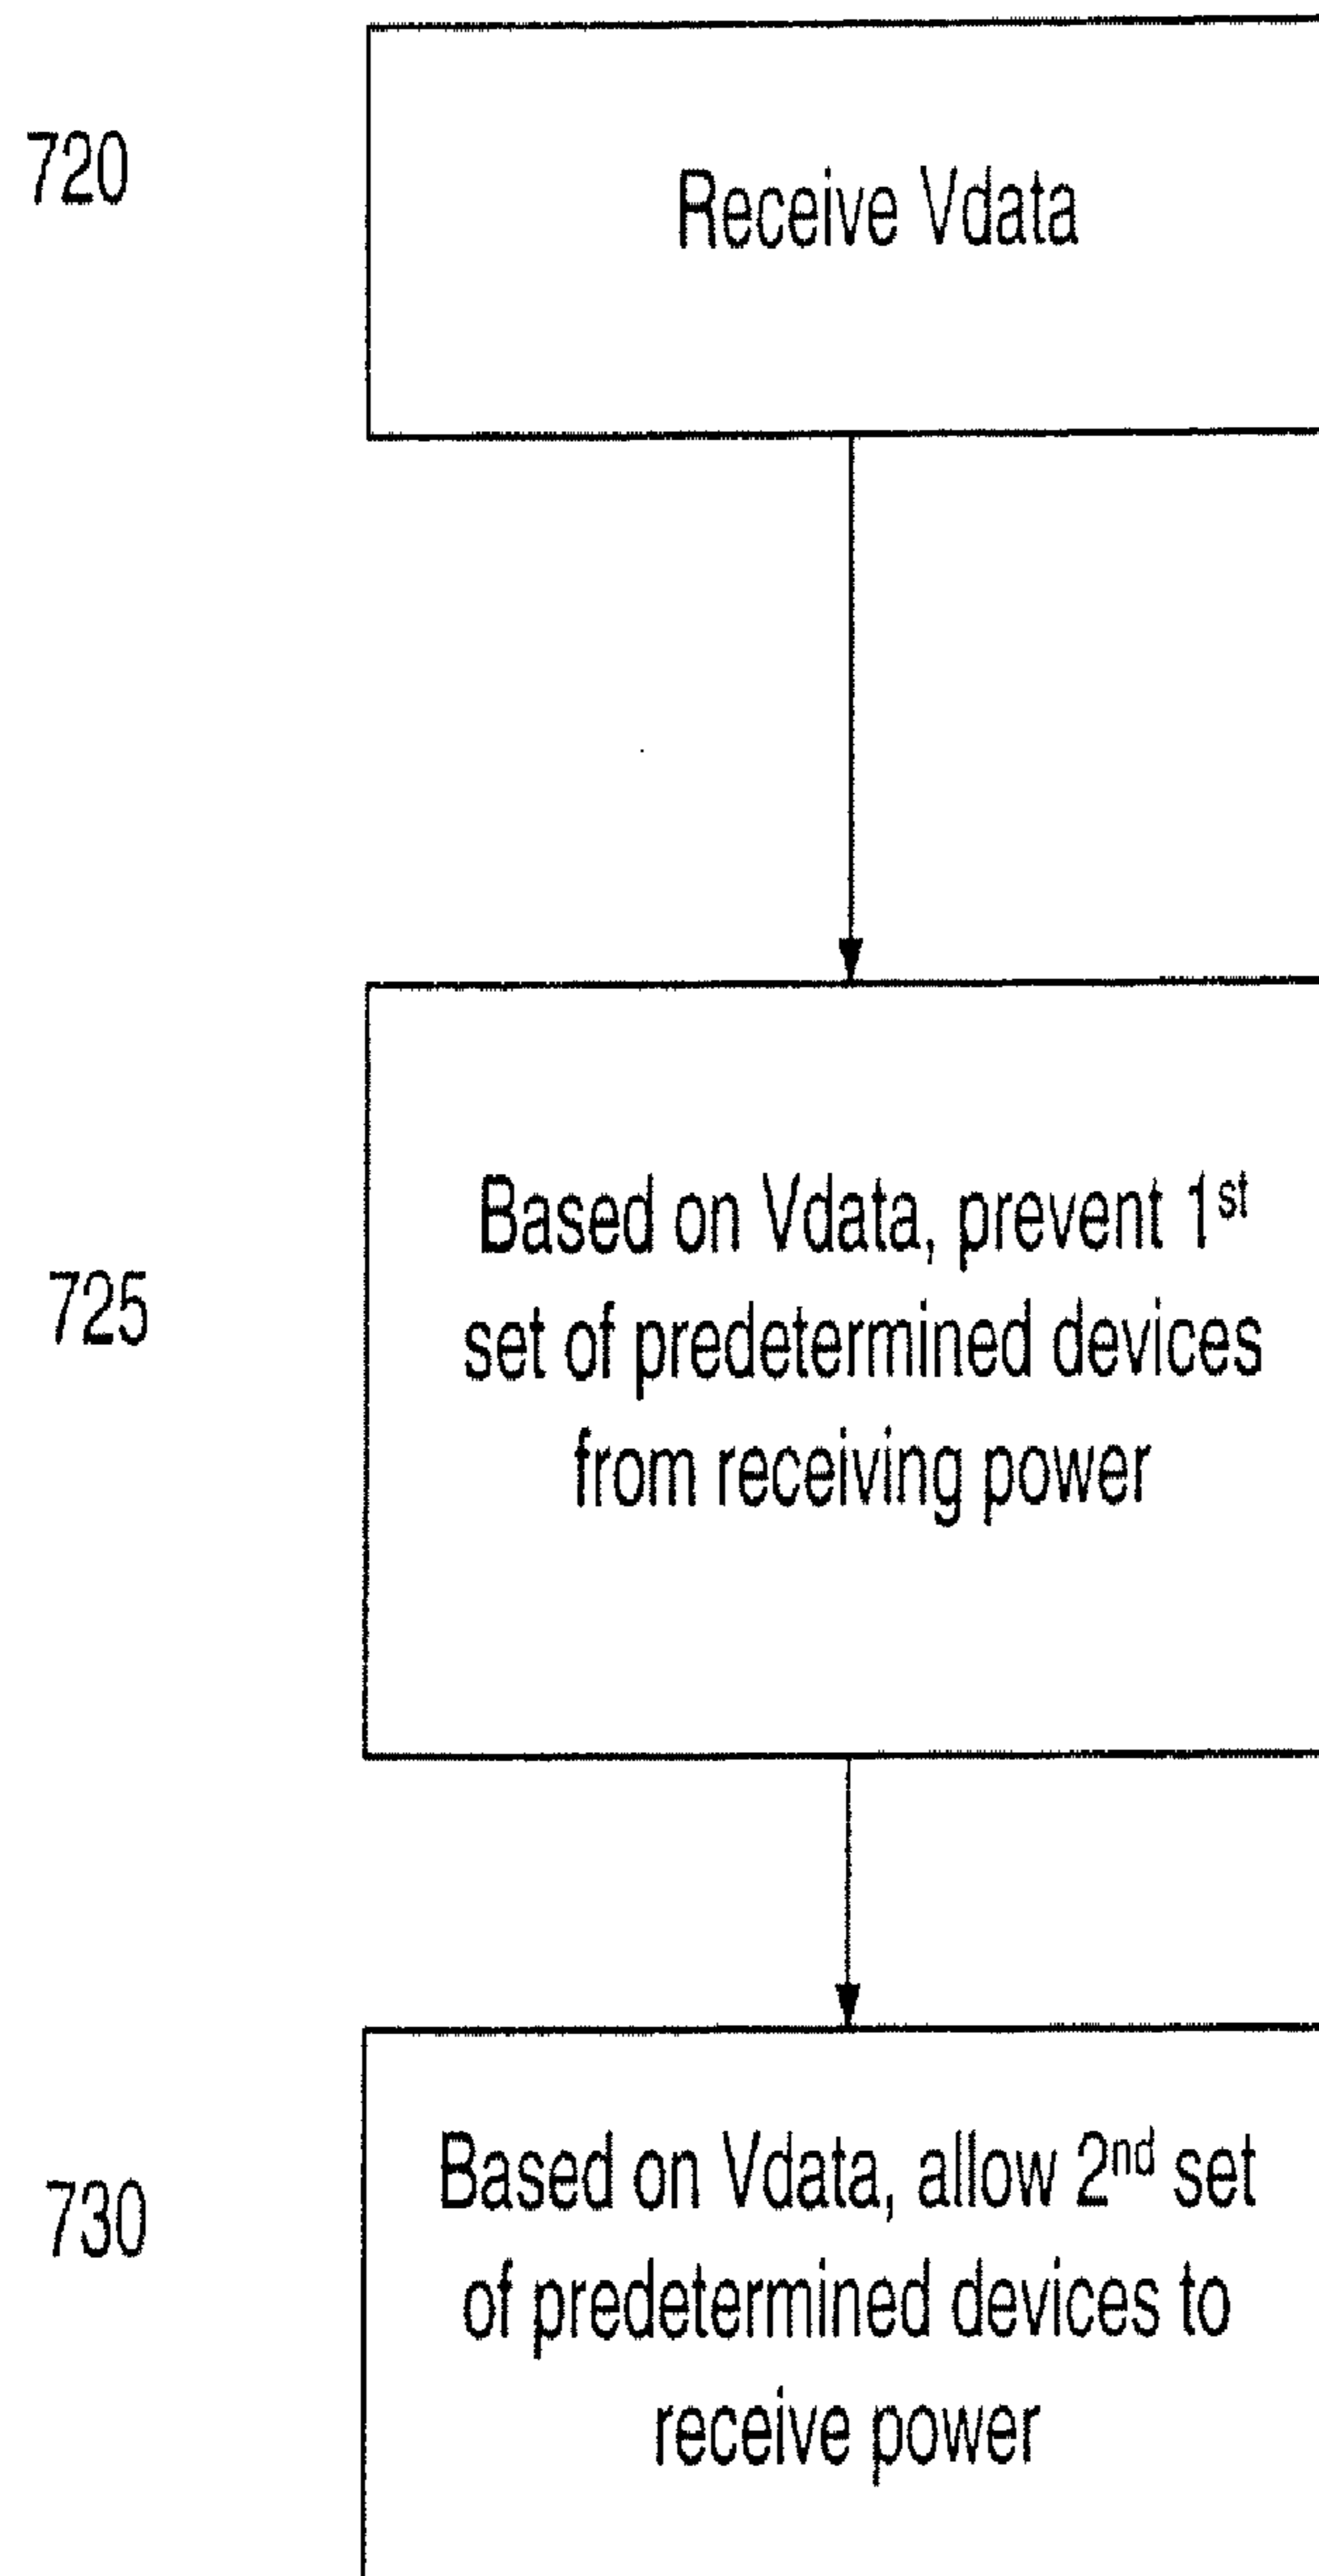 720
Receive Vdata
725
Based on Vdata, prevent 1st
set of predetermined devices
from receiving power
730
Based on Vdata, allow 2nd set
of predetermined devices to
receive power